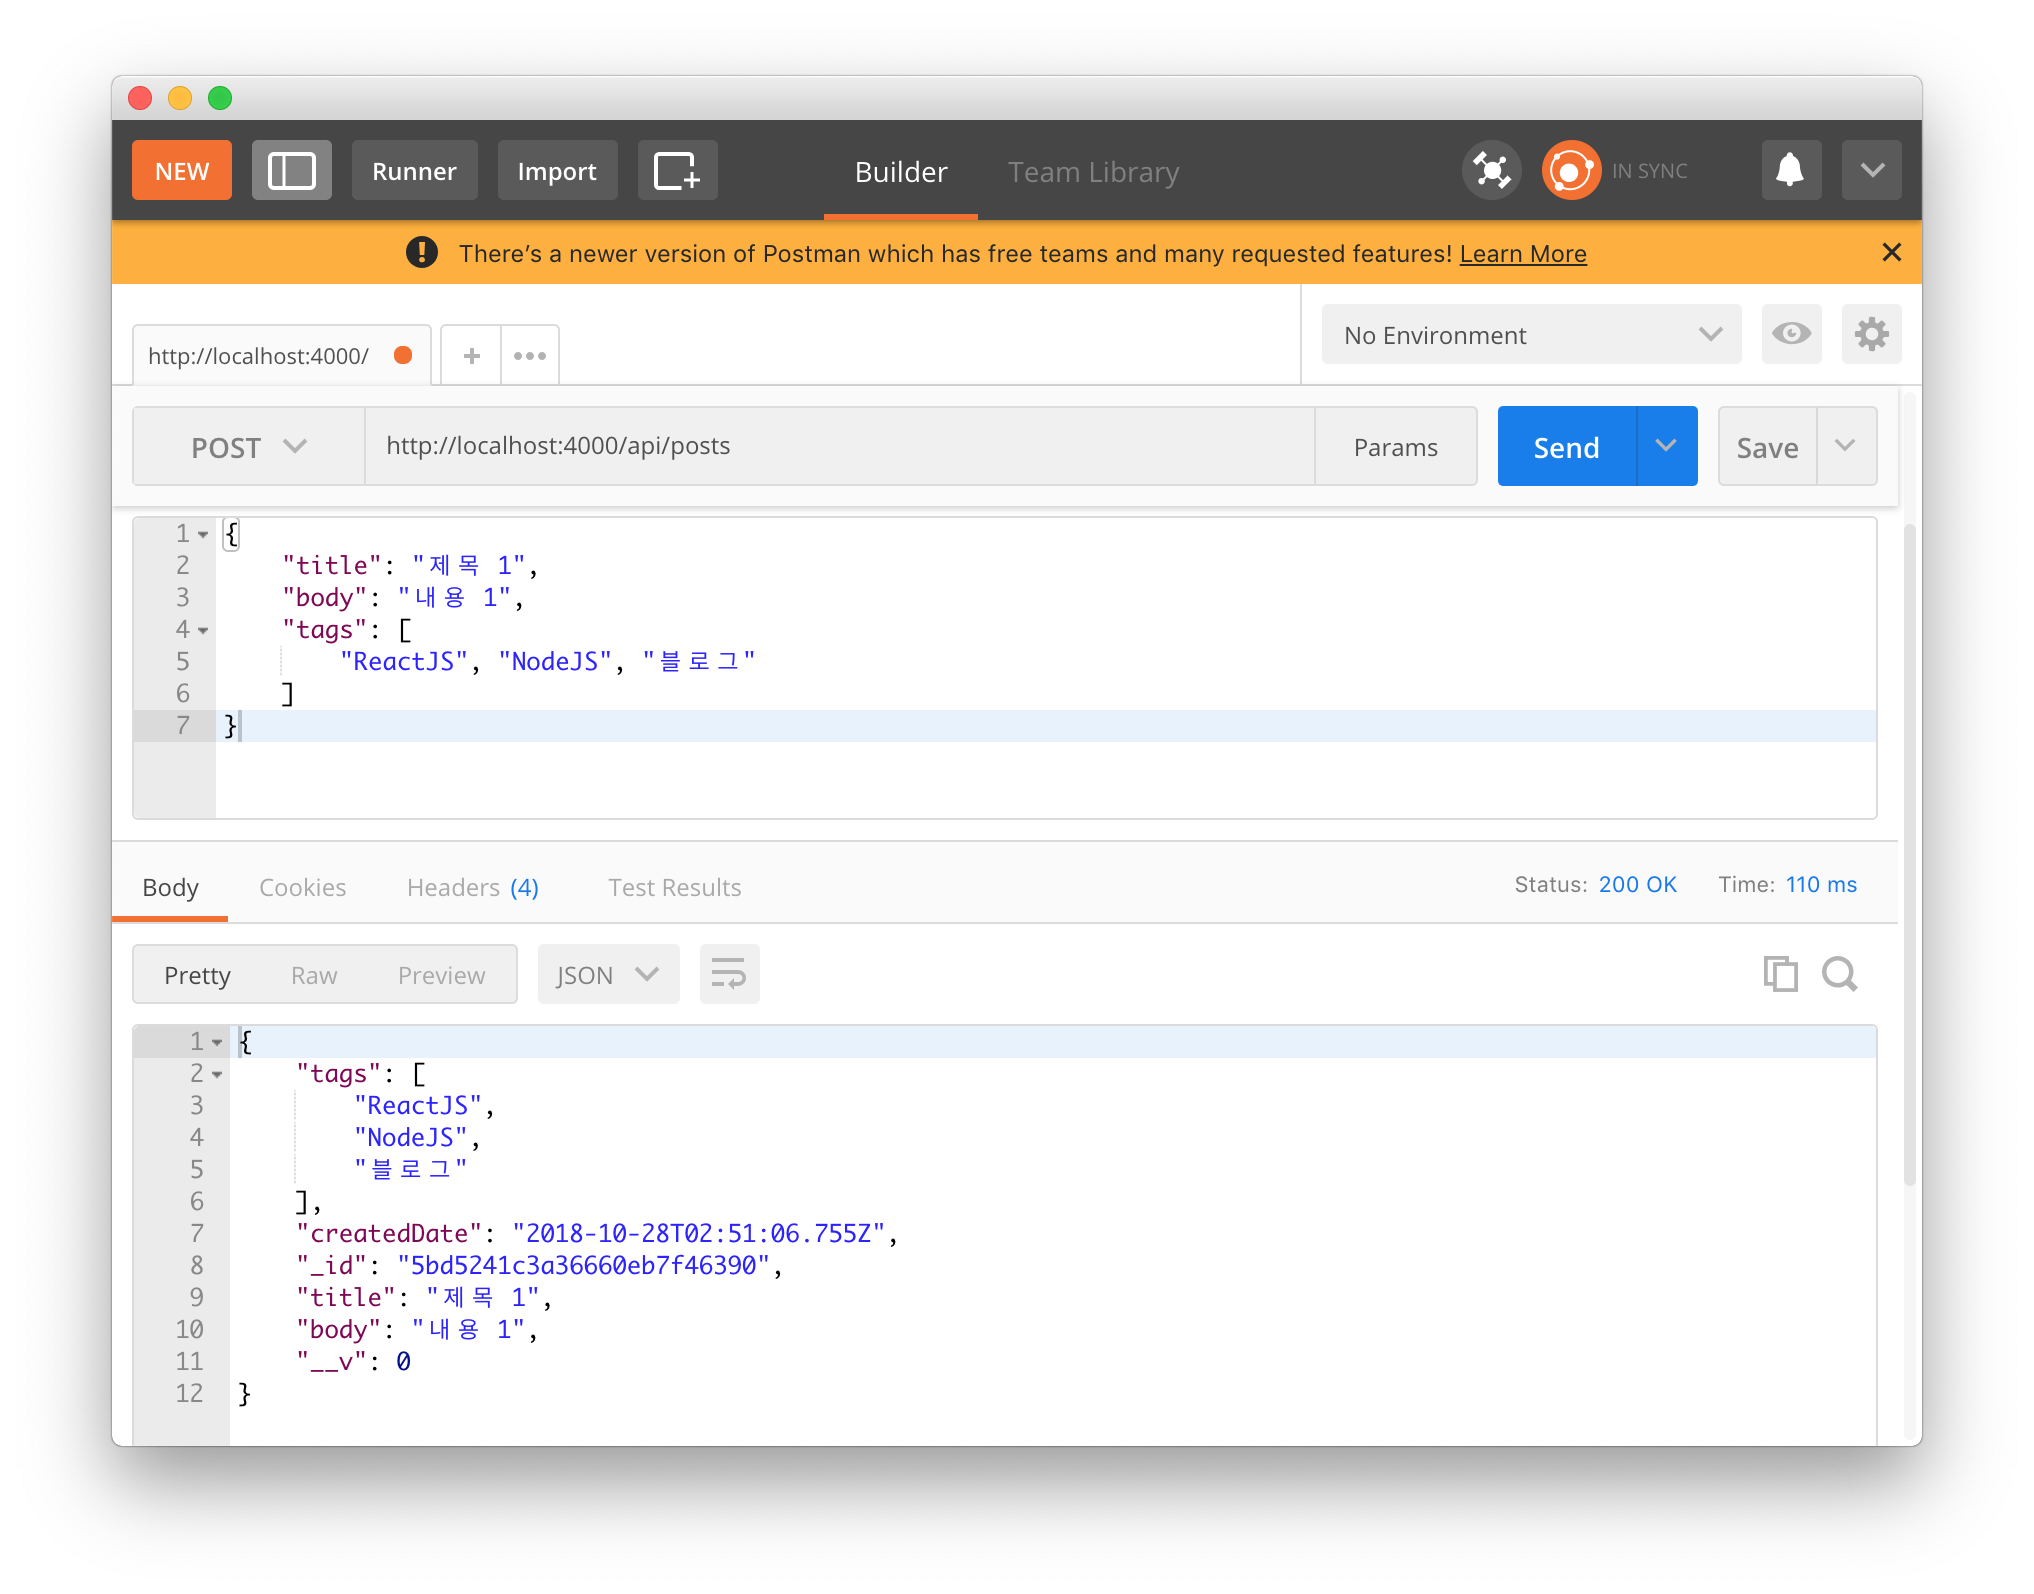 NEW Runner Import Builder Team Library IN SYNC
There’s a newer version of Postman which has free teams and many requested features! Learn More
http://localhost:4000/ No Environment
POST http://localhost:4000/api/posts Params Send Save
1 {
2 "title": "제목 1",
3 "body": "내용 1",
4 "tags": [
5 "ReactJS", "NodeJS", "블로그"
6 ]
7 }
Body Cookies Headers (4) Test Results Status: 200 OK Time: 110 ms
Pretty Raw Preview JSON
1 {
2 "tags": [
3 "ReactJS",
4 "NodeJS",
5 "블로그"
6 ],
7 "createdDate": "2018-10-28T02:51:06.755Z",
8 "_id": "5bd5241c3a36660eb7f46390",
9 "title": "제목 1",
10 "body": "내용 1",
11 "__v": 0
12 }